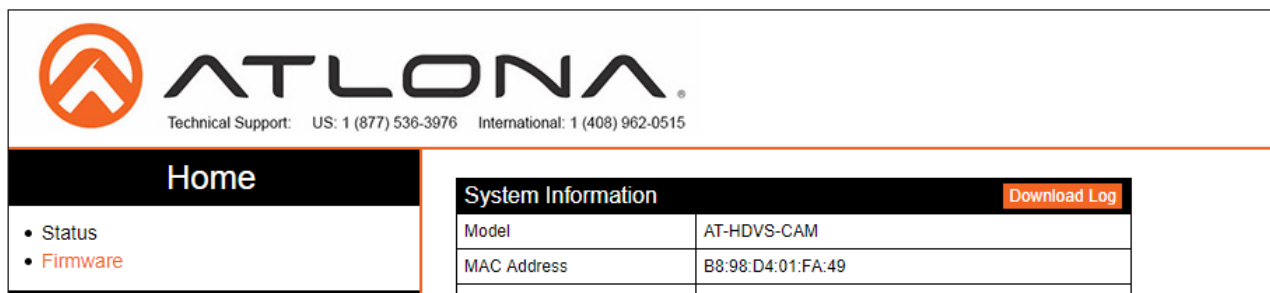 ATLONA®
Technical Support: US: 1 (877) 536-3976 International: 1 (408) 962-0515
Home
• Status
• Firmware
System Information Download Log
Model AT-HDVS-CAM
MAC Address B8:98:D4:01:FA:49